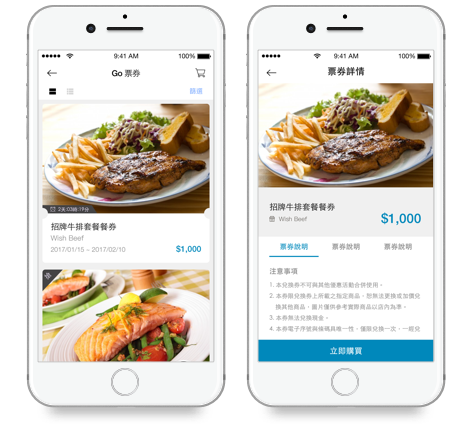 9:41 AM
100%
Go 票券
篩選
2天 03時 19分
招牌牛排套餐餐券
Wish Beef
2017/01/15 ~ 2017/02/10
$1,000
9:41 AM
100%
票券詳情
招牌牛排套餐餐券
Wish Beef
$1,000
票券說明
票券說明
票券說明
注意事項
1. 本兌換券不可與其他優惠活動合併使用。
2. 本券限兌換券上所載之指定商品，恕無法更換或加價兌
換其他商品，圖片僅供參考實際商品以店內為準。
3. 本券無法兌換現金。
4. 本券電子序號與條碼具唯一性，僅限兌換一次，一經兌
立即購買